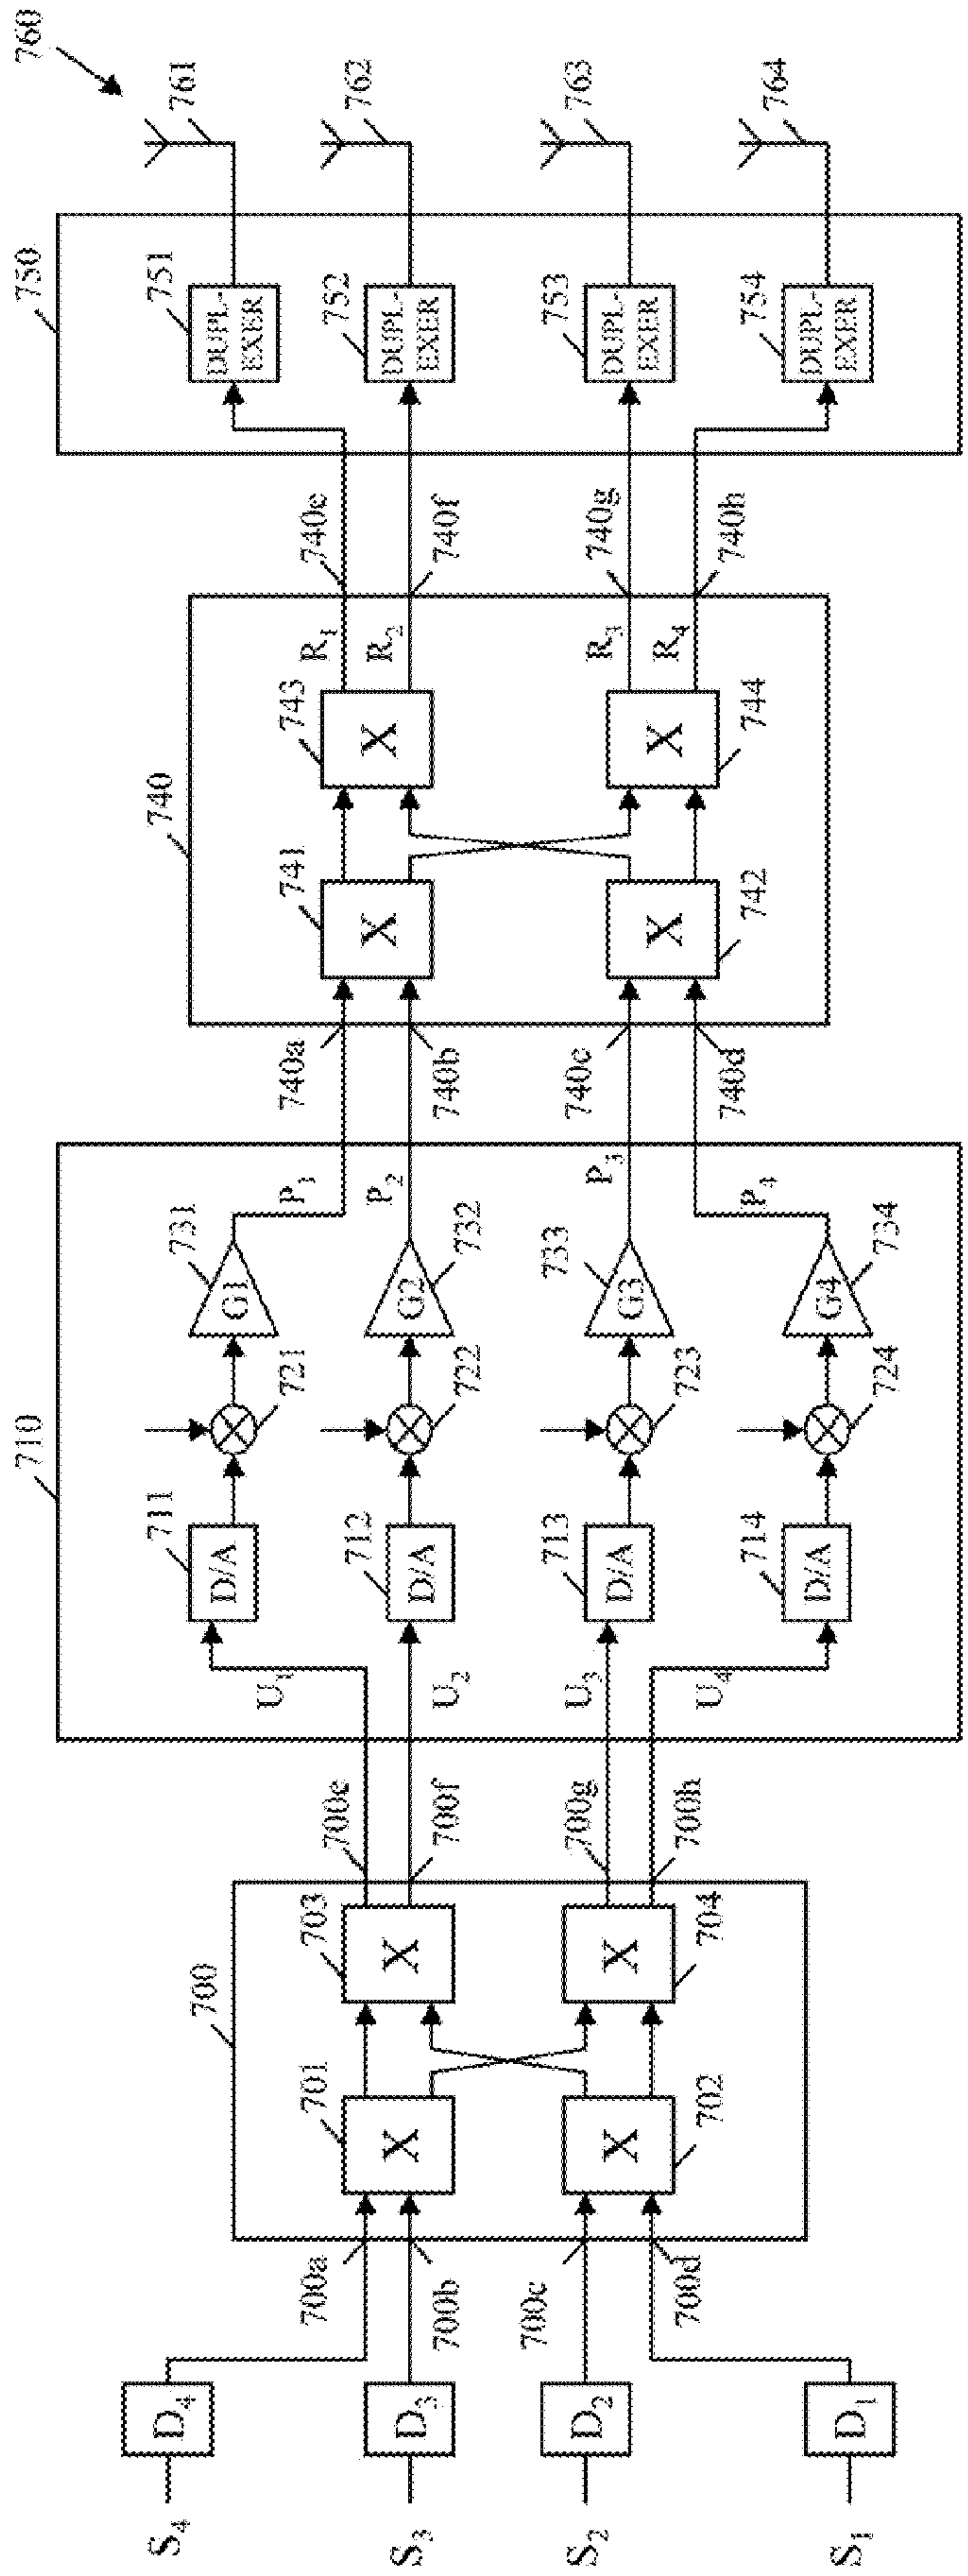 760
750
761
762
763
764
751
752
753
754
DUPL-
EXER
DUPL-
EXER
DUPL-
EXER
DUPL-
EXER
740e
740f
740g
740h
740
R1
R2
R3
R4
743
744
X
X
741
742
X
X
740a
740b
740c
740d
710
P1
P2
P3
P4
731
732
733
734
G1
G2
G3
G4
721
722
723
724
711
712
713
714
D/A
D/A
D/A
D/A
U1
U2
U3
U4
700e
700f
700g
700h
700
703
704
X
X
701
702
X
X
700a
700b
700c
700d
D4
D3
D2
D1
S4
S3
S2
S1